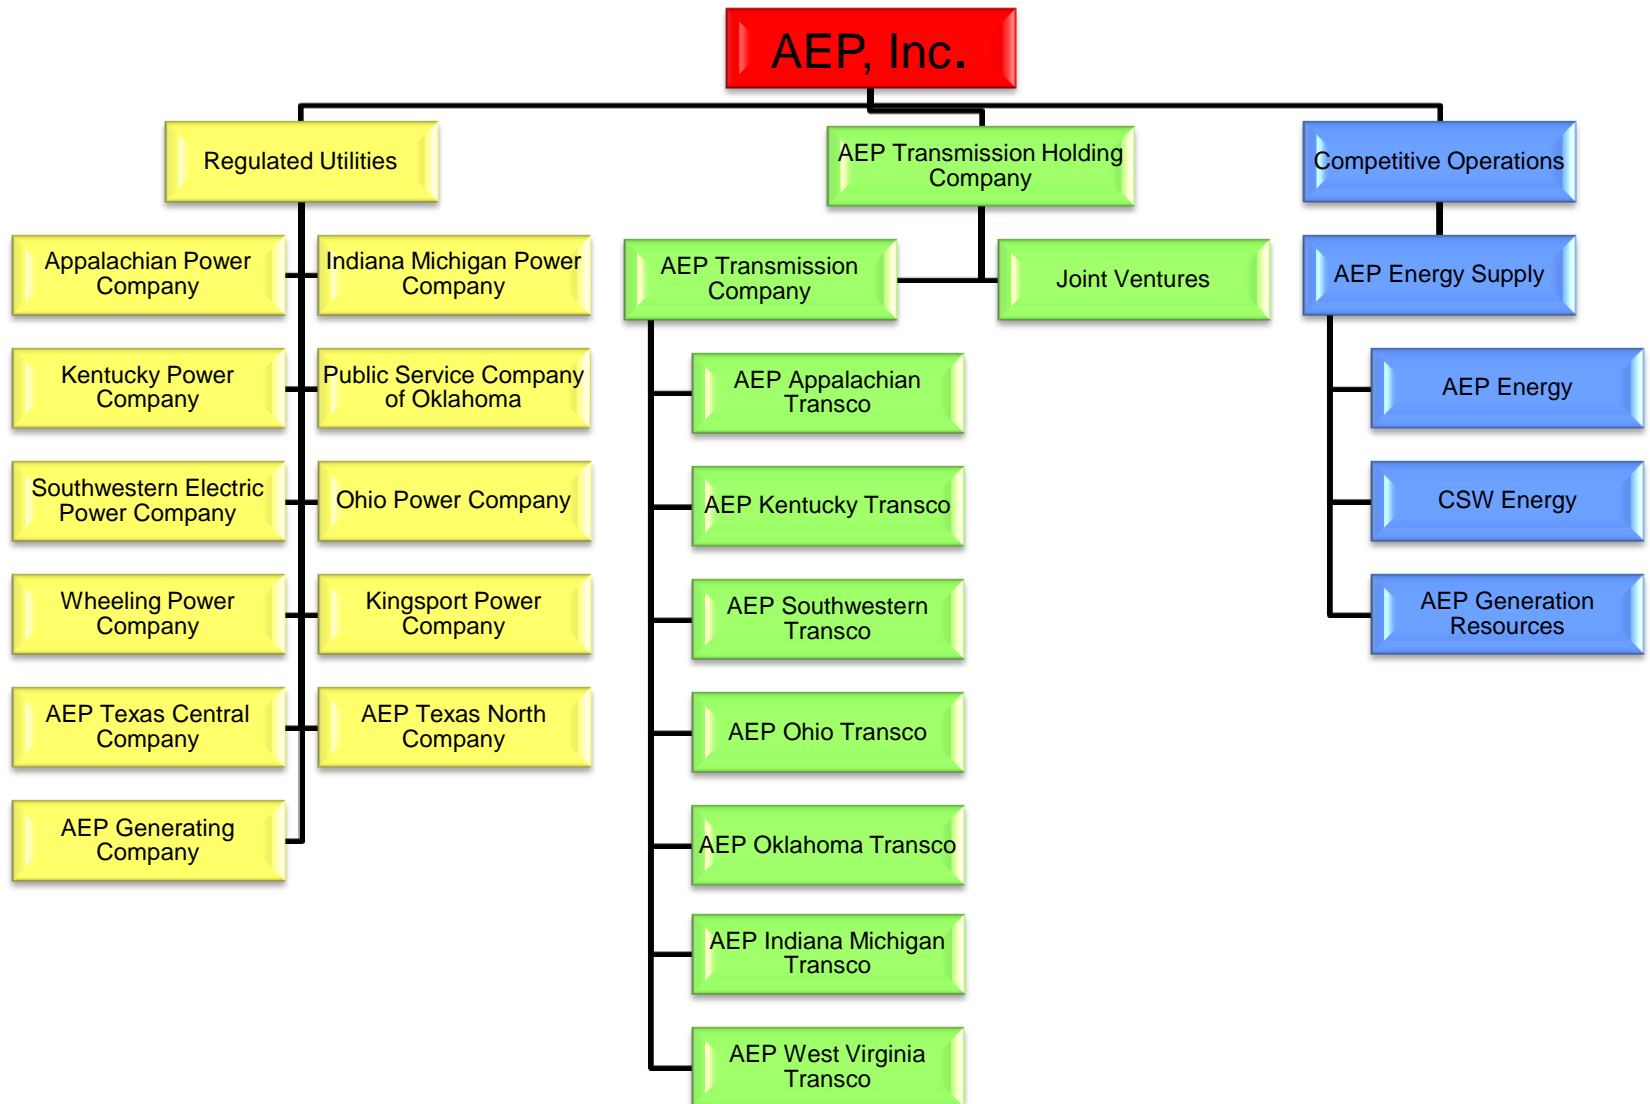 AEP, Inc.
Regulated Utilities
AEP Transmission Holding
Company
Competitive Operations
Appalachian Power
Company
Indiana Michigan Power
Company
Kentucky Power
Company
Public Service Company
of Oklahoma
Southwestern Electric
Power Company
Ohio Power Company
Wheeling Power
Company
Kingsport Power
Company
AEP Texas Central
Company
AEP Texas North
Company
AEP Generating
Company
AEP Transmission
Company
Joint Ventures
AEP Appalachian
Transco
AEP Kentucky Transco
AEP Southwestern
Transco
AEP Ohio Transco
AEP Oklahoma Transco
AEP Indiana Michigan
Transco
AEP West Virginia
Transco
AEP Energy Supply
AEP Energy
CSW Energy
AEP Generation
Resources